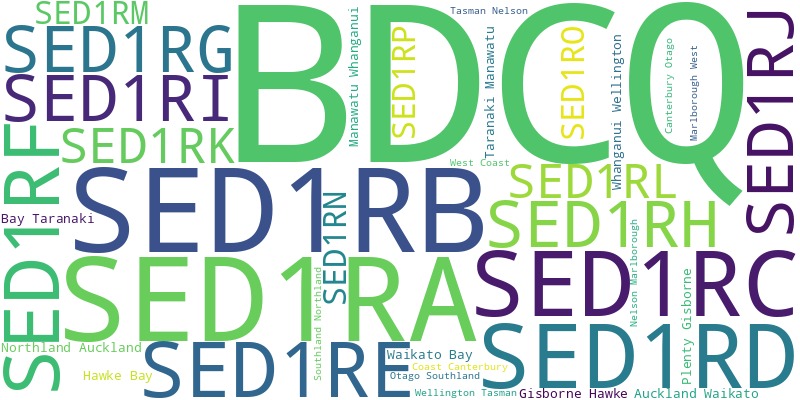 SED1RM
BDCQ
Tasman Nelson
SED1RG
Manawatu Whanganui
SED1RP
Taranaki Manawatu
SED1RO
Whanganui Wellington
Canterbury Otago
Marlborough West
SED1RJ
SED1RI
SED1RF
SED1RK
West Coast
SED1RB
SED1RL
Bay Taranaki
SED1RN
SED1RH
Nelson Marlborough
SED1RA
Southland Northland
SED1RC
Plenty Gisborne
Northland Auckland
SED1RE
Waikato Bay
SED1RD
Coast Canterbury
Hawke Bay
Otago Southland
Wellington Tasman
Gisborne Hawke
Auckland Waikato